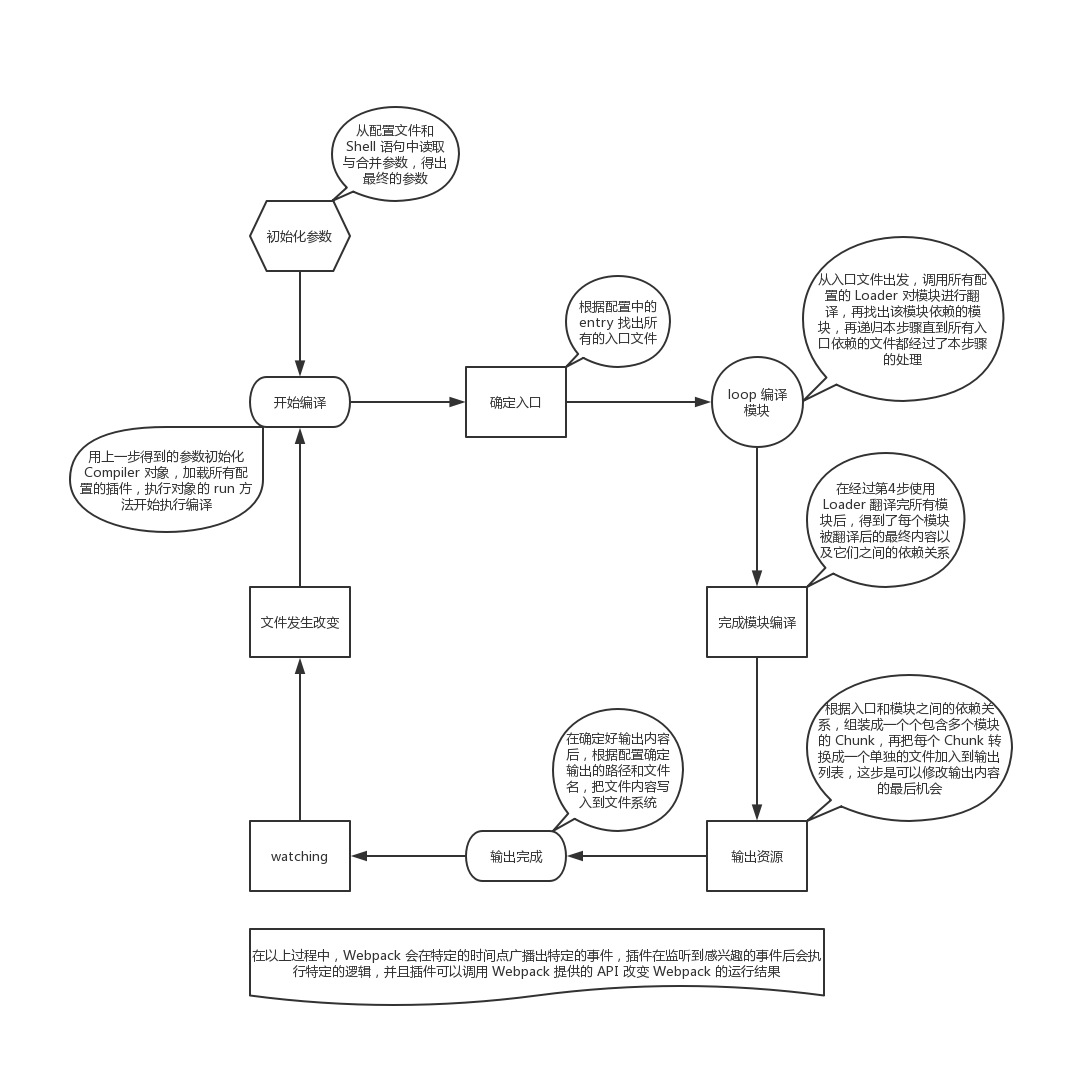 从配置文件和
Shell 语句中读取
与合并参数，得出
最终的参数
初始化参数
根据配置中的
entry 找出所
有的入口文件
从入口文件出发，调用所有配
置的 Loader 对模块进行翻
译，再找出该模块依赖的模
块，再递归本步骤直到所有入
口依赖的文件都经过了本步骤
的处理
开始编译
确定入口
loop 编译
模块
用上一步得到的参数初始化
Compiler 对象，加载所有配
置的插件，执行对象的 run 方
法开始执行编译
在经过第4步使用
Loader 翻译完所有模
块后，得到了每个模块
被翻译后的最终内容以
及它们之间的依赖关系
文件发生改变
完成模块编译
根据入口和模块之间的依赖关
系，组装成一个个包含多个模块
的 Chunk，再把每个 Chunk 转
换成一个单独的文件加入到输出
列表，这步是可以修改输出内容
的最后机会
在确定好输出内容
后，根据配置确定
输出的路径和文件
名，把文件内容写
入到文件系统
watching
输出完成
输出资源
在以上过程中，Webpack 会在特定的时间点广播出特定的事件，插件在监听到感兴趣的事件后会执
行特定的逻辑，并且插件可以调用 Webpack 提供的 API 改变 Webpack 的运行结果